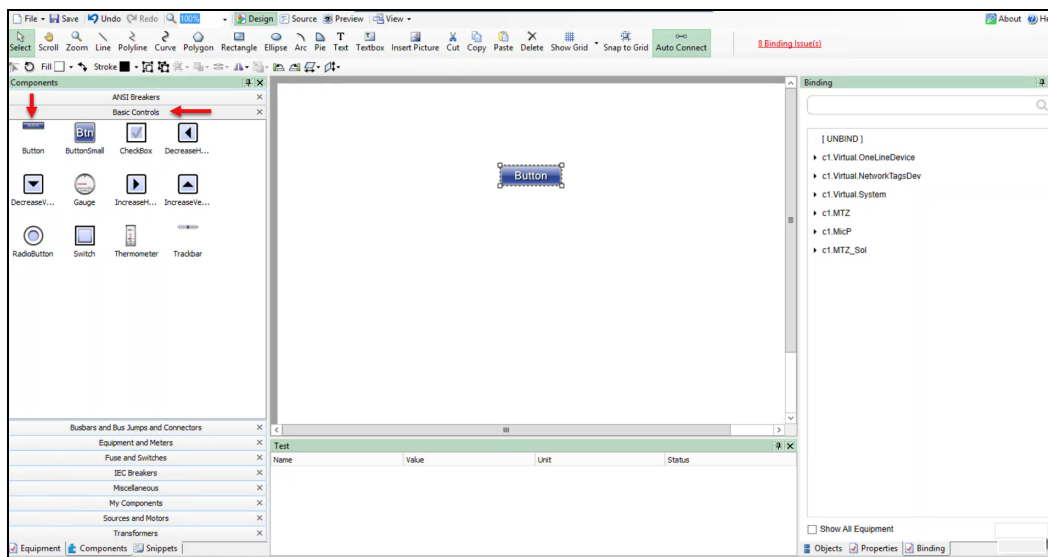 File Save Undo Redo 100% Design Source Preview View About
Select Scroll Zoom Line Polyline Curve Polygon Rectangle Ellipse Arc Pie Text Textbox Insert Picture Cut Copy Paste Delete Show Grid Snap to Grid Auto Connect 8 Binding Issue(s)
Fill Stroke
Components
ANSI Breakers
Basic Controls
Btn
Button ButtonSmall CheckBox DecreaseH...
DecreaseV... Gauge IncreaseH... IncreaseVe...
RadioButton Switch Thermometer Trackbar
Busbars and Bus Jumps and Connectors
Equipment and Meters
Fuse and Switches
IEC Breakers
Miscellaneous
My Components
Sources and Motors
Transformers
Equipment Components Snippets
Button
Test
Name Value Unit Status
Binding
[ UNBIND ]
c1.Virtual.OneLineDevice
c1.Virtual.NetworkTagsDev
c1.Virtual.System
c1.MTZ
c1.MicP
c1.MTZ_Sol
Show All Equipment
Objects Properties Binding